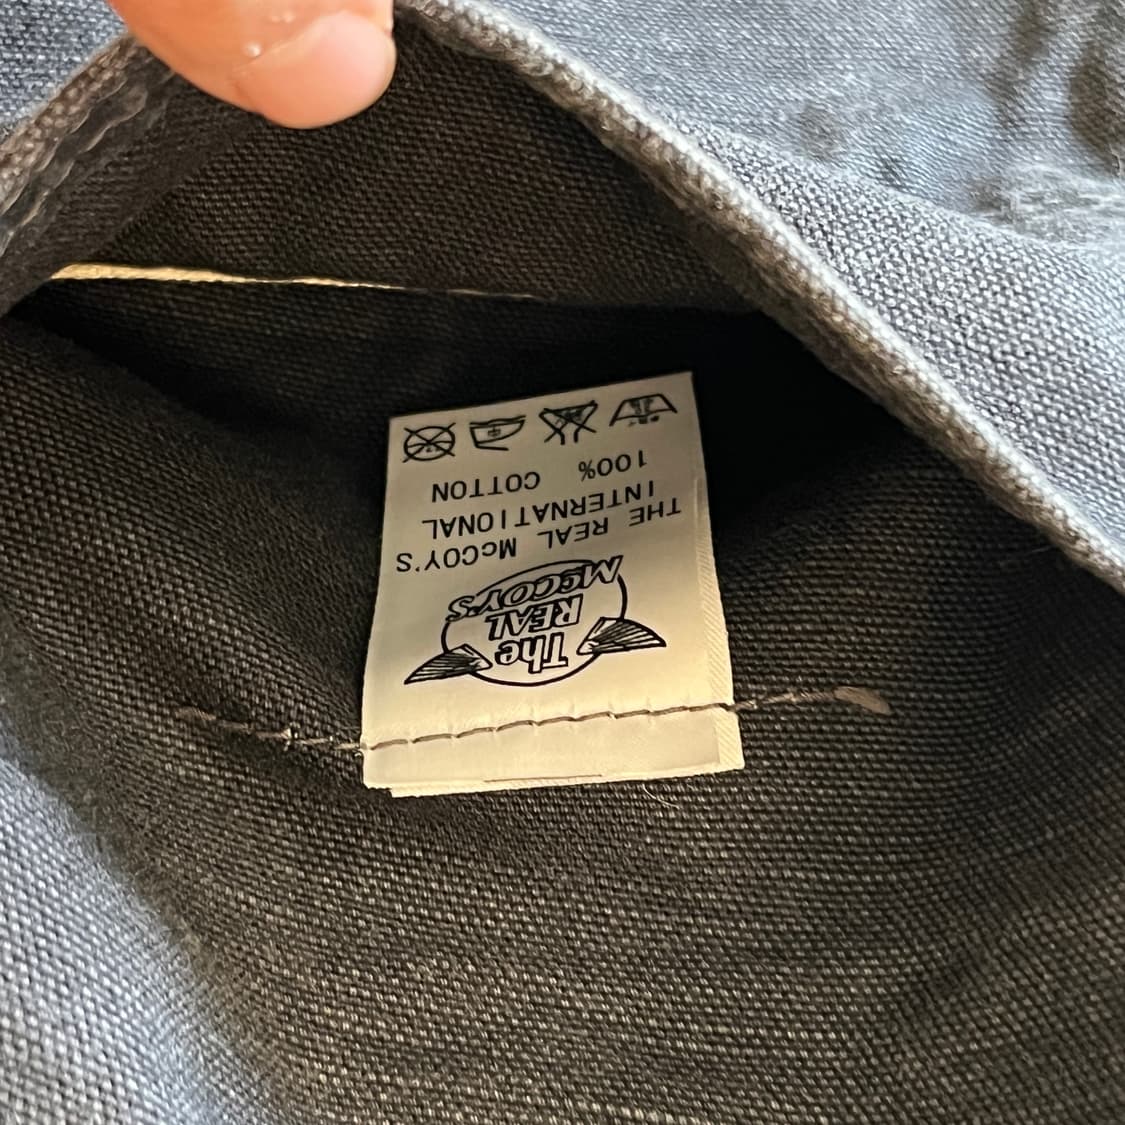 The
REAL
McCOY'S
THE REAL McCOY'S
INTERNATIONAL
100% COTTON